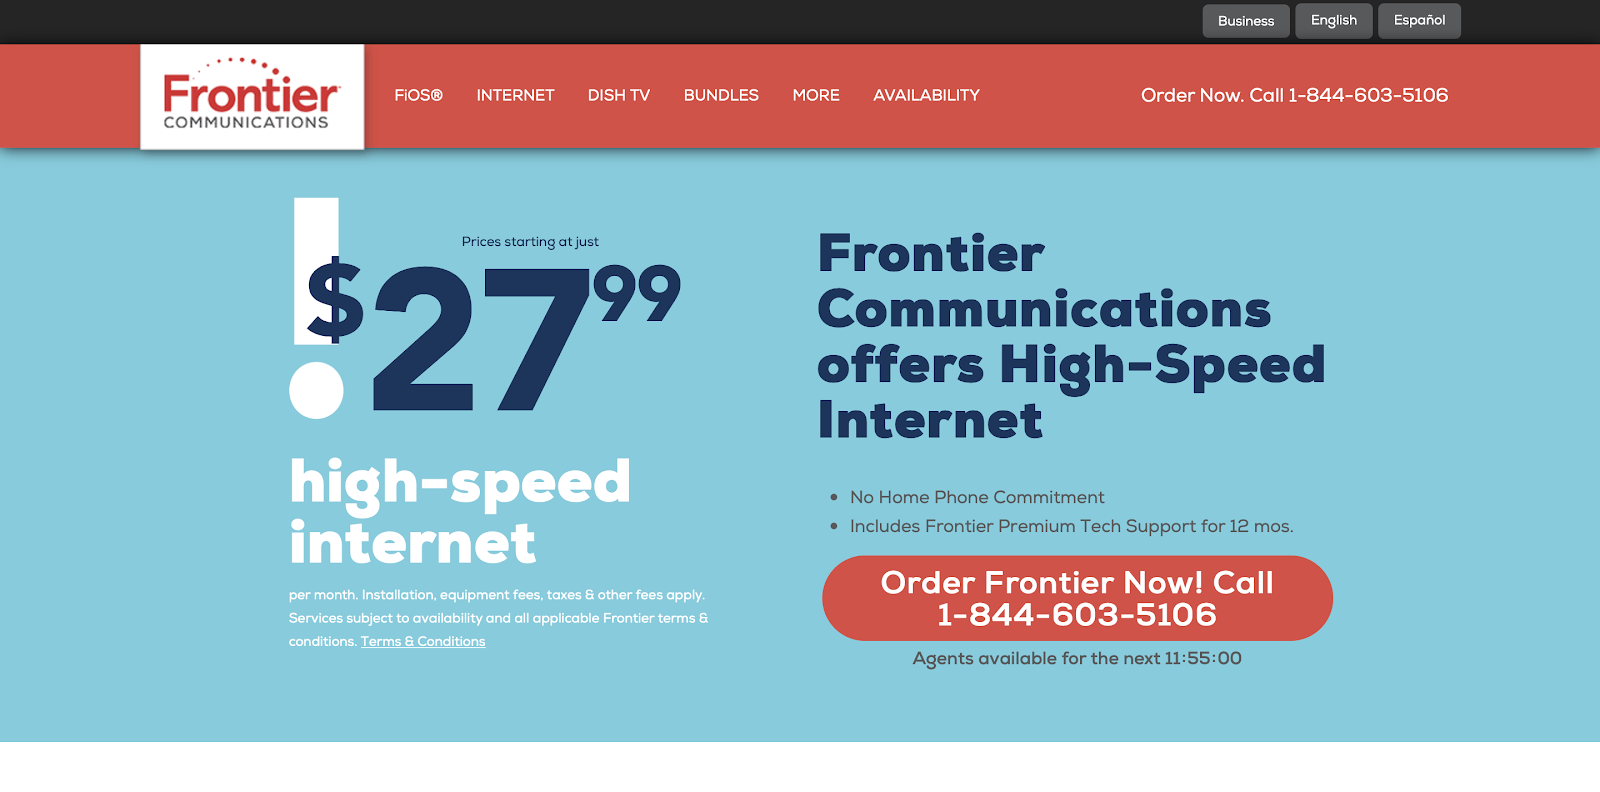 Business English Español
Frontier
COMMUNICATIONS
FiOS® INTERNET DISH TV BUNDLES MORE AVAILABILITY Order Now. Call 1-844-603-5106
Prices starting at just
$27 99
high-speed
internet
per month. Installation, equipment fees, taxes & other fees apply.
Services subject to availability and all applicable Frontier terms &
conditions. Terms & Conditions
Frontier
Communications
offers High-Speed
Internet
• No Home Phone Commitment
• Includes Frontier Premium Tech Support for 12 mos.
Order Frontier Now! Call
1-844-603-5106
Agents available for the next 11:55:00